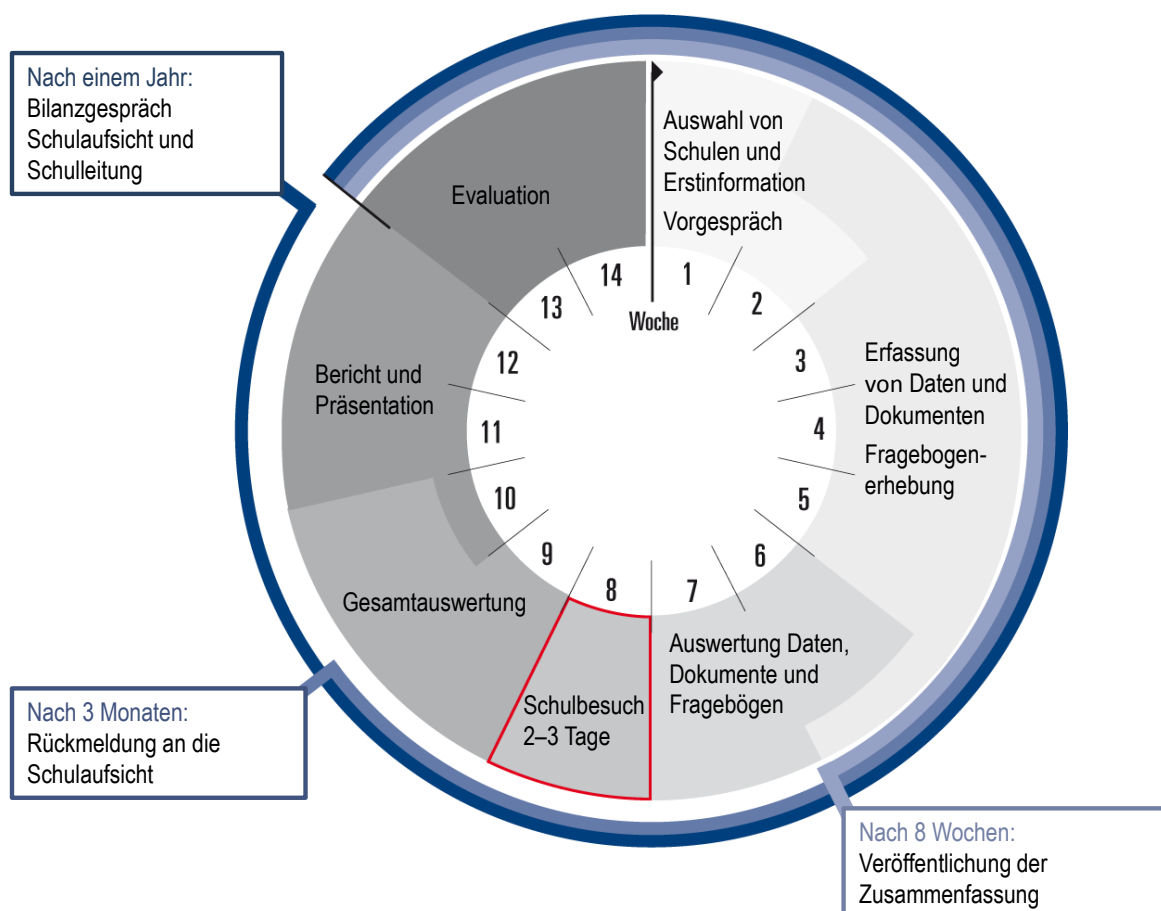 Nach einem Jahr:
Bilanzgespräch
Schulaufsicht und
Schulleitung
Auswahl von
Schulen und
Erstinformation
Vorgespräch
Evaluation
14
1
13
2
Woche
12
3
Erfassung
von Daten und
Dokumenten
Bericht und
Präsentation
11
4
Fragebogen-
erhebung
10
5
9
6
8
7
Gesamtauswertung
Auswertung Daten,
Dokumente und
Fragebögen
Schulbesuch
2–3 Tage
Nach 3 Monaten:
Rückmeldung an die
Schulaufsicht
Nach 8 Wochen:
Veröffentlichung der
Zusammenfassung